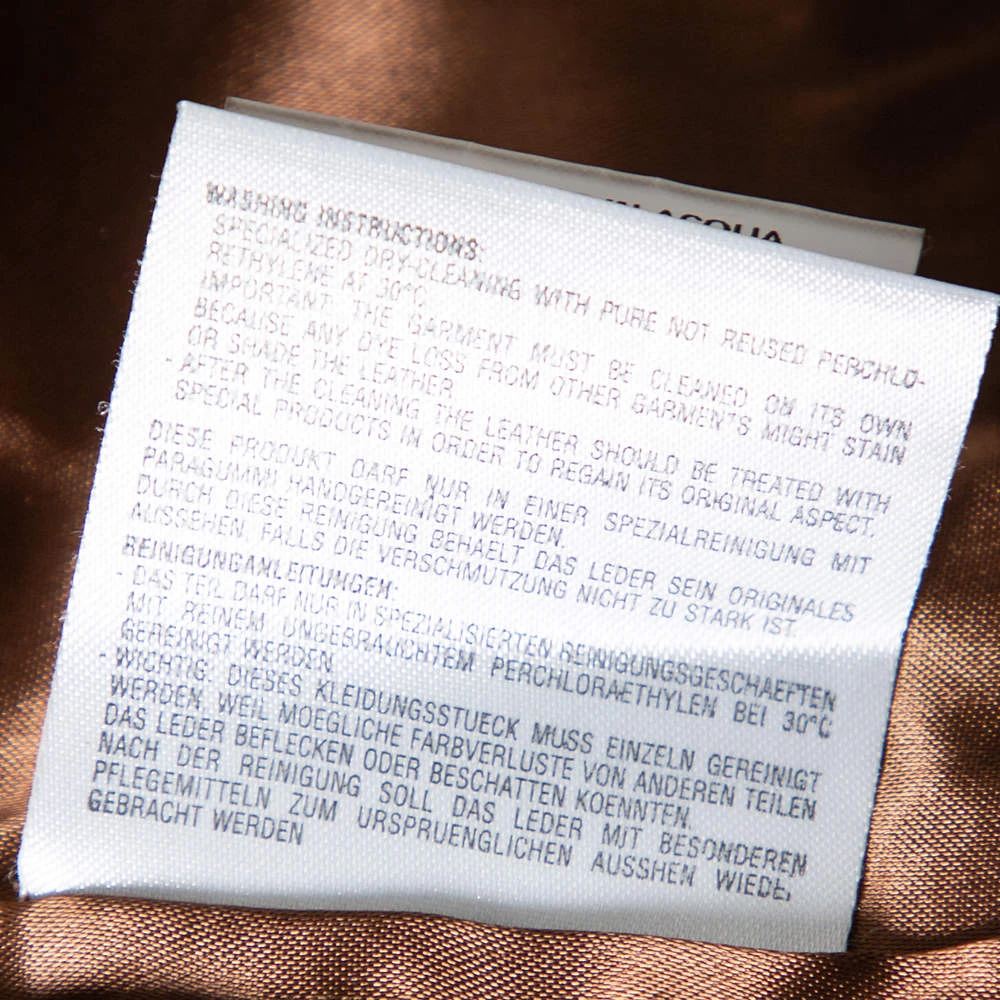 IN ACQUA
WASHING INSTRUCTIONS:
SPECIALIZED DRY-CLEANING WITH PURE NOT REUSED PERCHLO-
RETHYLENE AT 30°C
IMPORTANT: THE GARMENT MUST BE CLEANED ON ITS OWN
BECAUSE ANY DYE LOSS FROM OTHER GARMENT'S MIGHT STAIN
OR SHADE THE LEATHER.
- AFTER THE CLEANING THE LEATHER SHOULD BE TREATED WITH
SPECIAL PRODUCTS IN ORDER TO REGAIN ITS ORIGINAL ASPECT.
DIESE PRODUKT DARF NUR IN EINER SPEZIALREINIGUNG MIT
PARAGUMMI HANDGEREINIGT WERDEN.
DURCH DIESE REINIGUNG BEHAELT DAS LEDER SEIN ORIGINALES
AUSSEHEN, FALLS DIE VERSCHMUTZUNG NICHT ZU STARK IST.
REINIGUNGANLEITUNGEN:
- DAS TEIL DARF NUR IN SPEZIALISIERTEN REINIGUNGSGESCHAEFTEN
MIT REINEM UNGEBRAUCHTEM PERCHLORAETHYLEN BEI 30°C
GEREINIGT WERDEN.
- WICHTIG: DIESES KLEIDUNGSSTUECK MUSS EINZELN GEREINIGT
WERDEN, WEIL MOEGLICHE FARBVERLUSTE VON ANDEREN TEILEN
DAS LEDER BEFLECKEN ODER BESCHATTEN KOENNTEN.
NACH DER REINIGUNG SOLL DAS LEDER MIT BESONDEREN
PFLEGEMITTELN ZUM URSPRUENGLICHEN AUSSHEN WIEDE,
GEBRACHT WERDEN